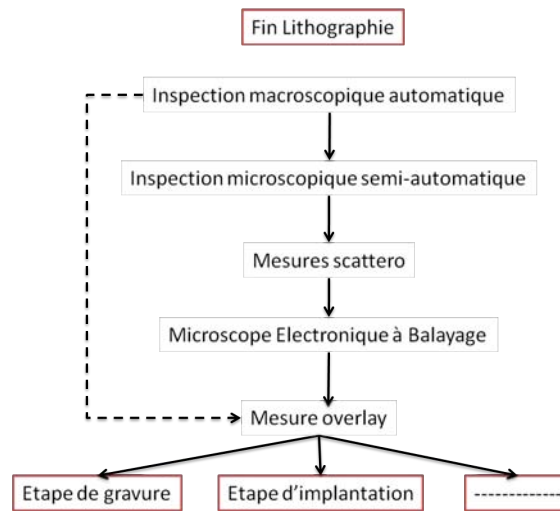 Fin Lithographie
Inspection macroscopique automatique
Inspection microscopique semi-automatique
Mesures scattero
Microscope Electronique à Balayage
Mesure overlay
Etape de gravure
Etape d'implantation
---------------